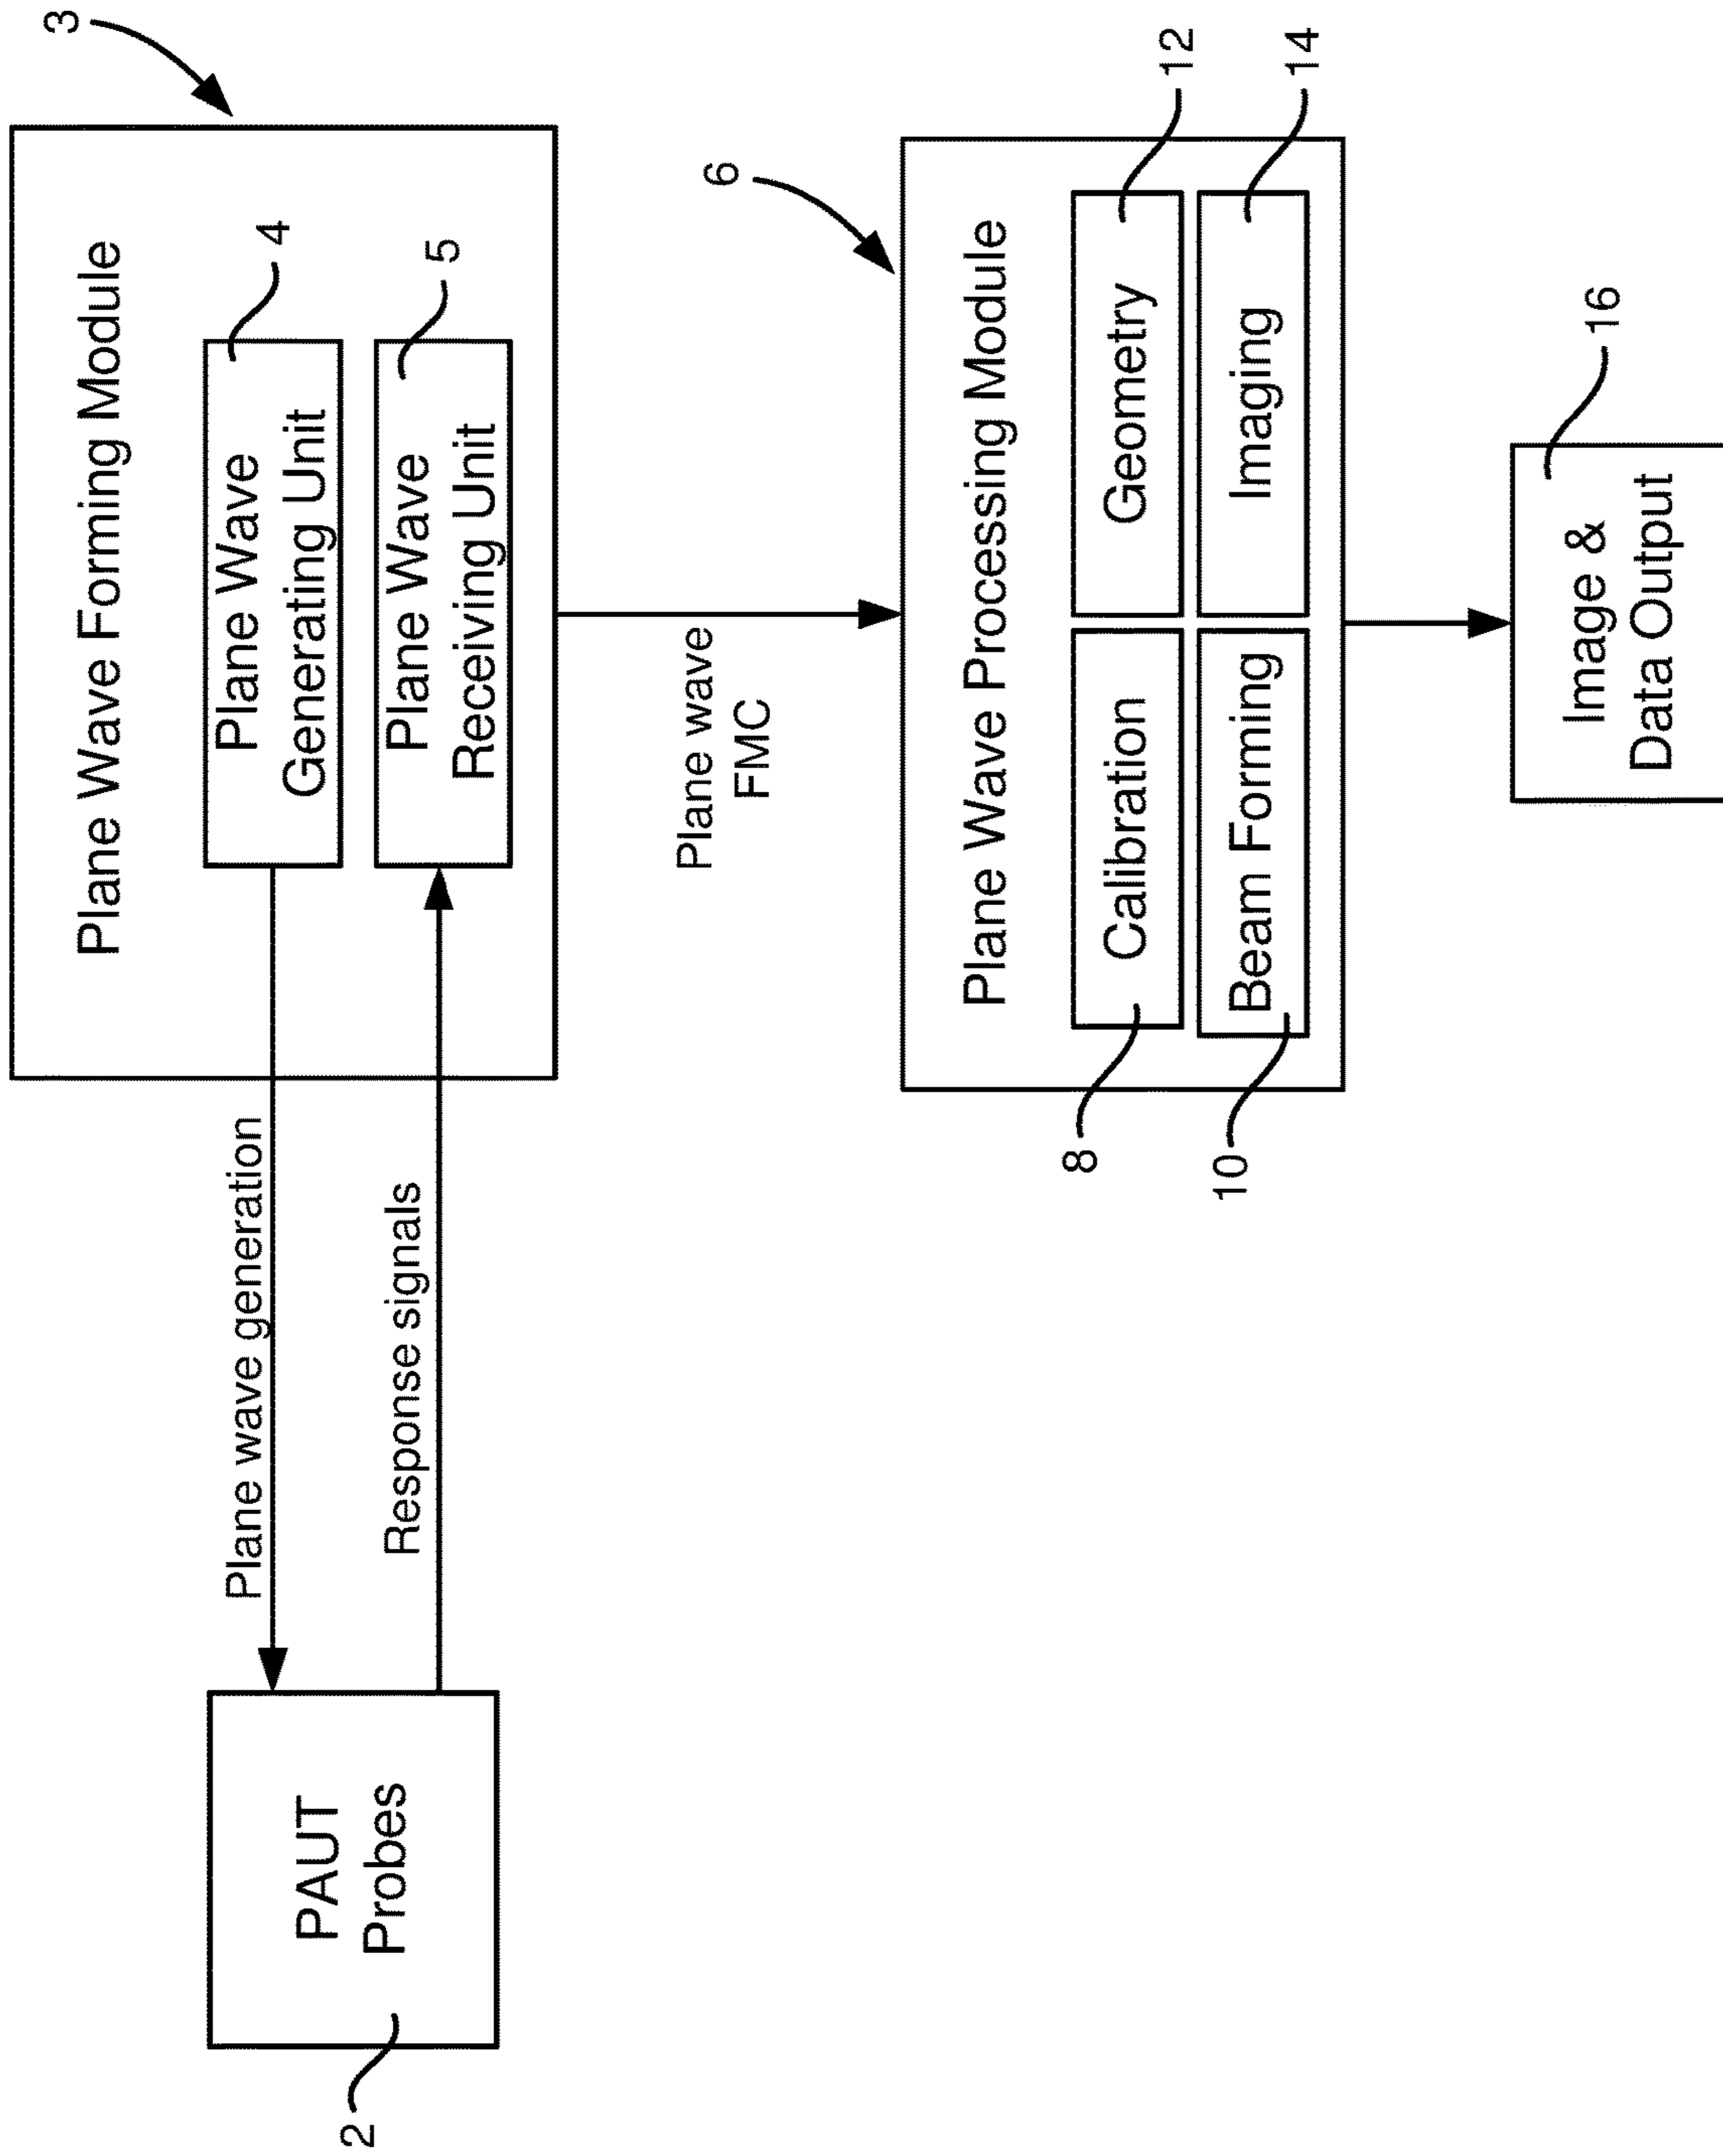 3
Plane Wave Forming Module
4
Plane Wave
Generating Unit
5
Plane Wave
Receiving Unit
Plane wave generation
Response signals
PAUT
Probes
2
Plane wave
FMC
6
Plane Wave Processing Module
Calibration
Geometry
12
8
Beam Forming
Imaging
14
10
Image &
Data Output
16